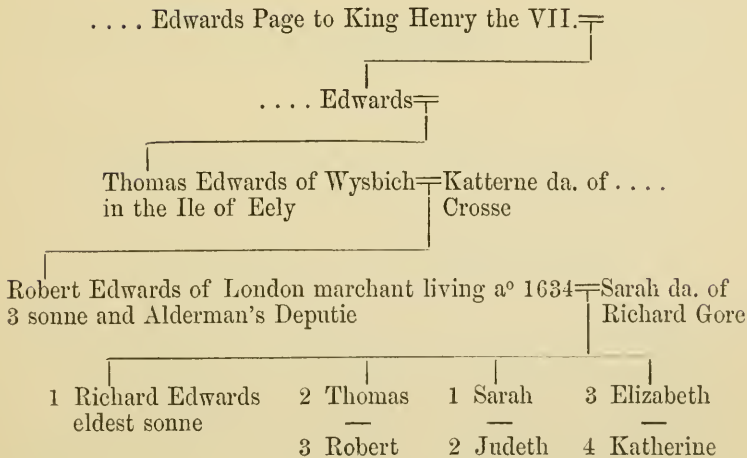 . . . . Edwards Page to King Henry the VII.
. . . . Edwards
Thomas Edwards of Wysbich Katterne da. of . . . .
in the Ile of Eely Crosse
Robert Edwards of London marchant living aº 1634 Sarah da. of
3 sonne and Alderman's Deputie Richard Gore
1 Richard Edwards 2 Thomas 1 Sarah 3 Elizabeth
eldest sonne
3 Robert 2 Judeth 4 Katherine